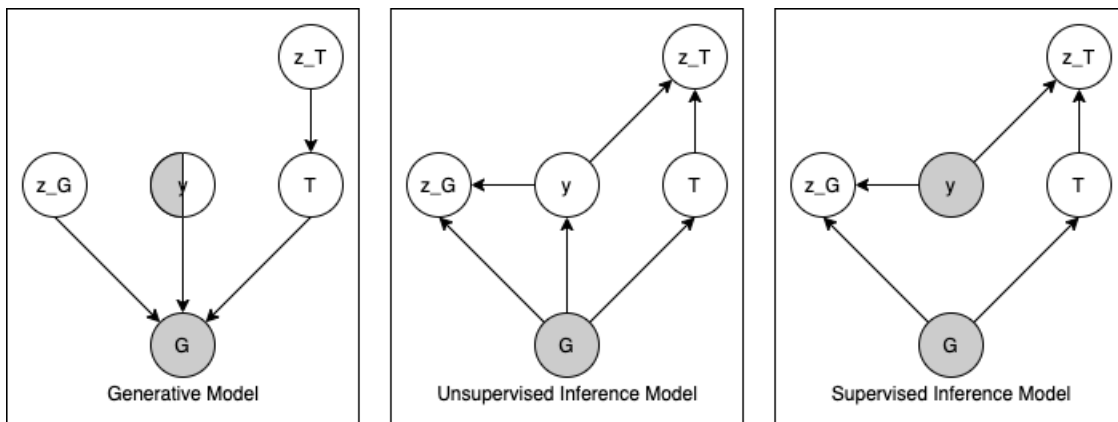 z_T
z_G
y
T
G
Generative Model
z_T
z_G
y
T
G
Unsupervised Inference Model
z_T
z_G
y
T
G
Supervised Inference Model